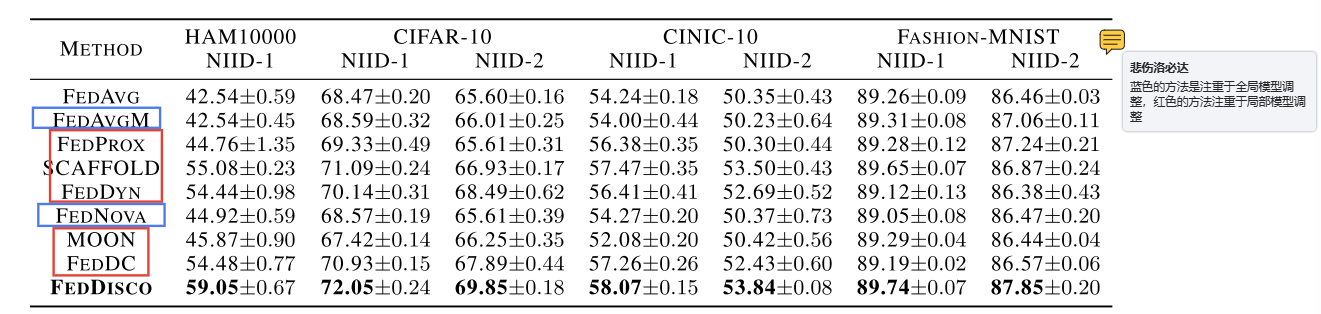 METHOD HAM10000 CIFAR-10 CINIC-10 FASHION-MNIST
NIID-1 NIID-1 NIID-2 NIID-1 NIID-2 NIID-1 NIID-2
FEDAVG 42.54±0.59 68.47±0.20 65.60±0.16 54.24±0.18 50.35±0.43 89.26±0.09 86.46±0.03
FEDAVGM 42.54±0.45 68.59±0.32 66.01±0.25 54.00±0.44 50.23±0.64 89.31±0.08 87.06±0.11
FEDPROX 44.76±1.35 69.33±0.49 65.61±0.31 56.38±0.35 50.30±0.44 89.28±0.12 87.24±0.21
SCAFFOLD 55.08±0.23 71.09±0.24 66.93±0.17 57.47±0.35 53.50±0.43 89.65±0.07 86.87±0.24
FEDDYN 54.44±0.98 70.14±0.31 68.49±0.62 56.41±0.41 52.69±0.52 89.12±0.13 86.38±0.43
FEDNOVA 44.92±0.59 68.57±0.19 65.61±0.39 54.27±0.20 50.37±0.73 89.05±0.08 86.47±0.20
MOON 45.87±0.90 67.42±0.14 66.25±0.35 52.08±0.20 50.42±0.56 89.29±0.04 86.44±0.04
FEDDC 54.48±0.77 70.93±0.15 67.89±0.44 57.26±0.26 52.43±0.60 89.19±0.02 86.57±0.06
FEDDISCO 59.05±0.67 72.05±0.24 69.85±0.18 58.07±0.15 53.84±0.08 89.74±0.07 87.85±0.20
悲伤洛必达
蓝色的方法是注重于全局模型调
整，红色的方法注重于局部模型调
整